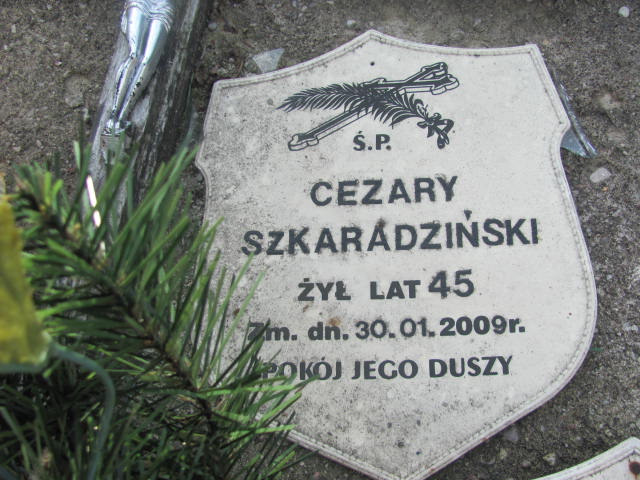 Ś.P.
CEZARY
SZKARADZIŃSKI
ŻYŁ LAT 45
Zm. dn. 30.01.2009r.
POKÓJ JEGO DUSZY